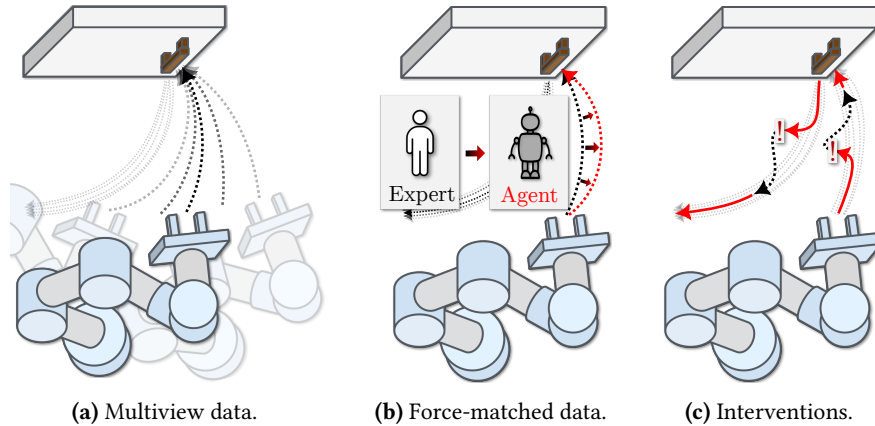 Expert
Agent
!
!
(a) Multiview data.
(b) Force-matched data.
(c) Interventions.